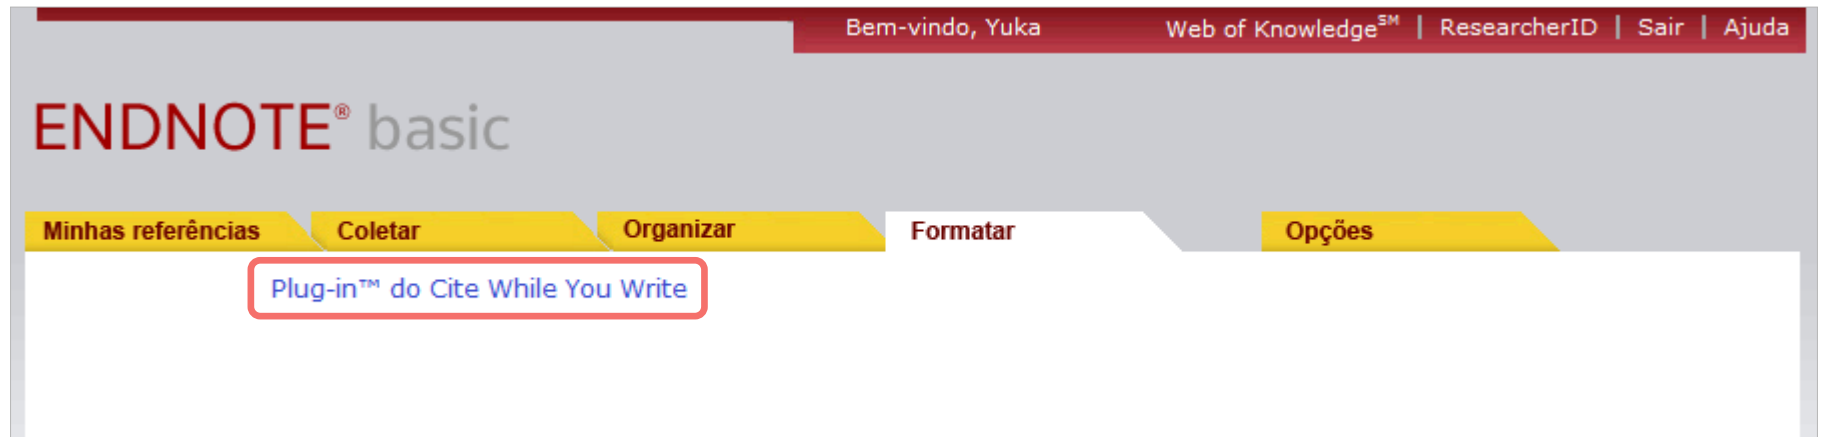 Bem-vindo, Yuka Web of Knowledge℠ | ResearcherID | Sair | Ajuda
ENDNOTE® basic
Minhas referências Coletar Organizar Formatar Opções
Plug-in™ do Cite While You Write